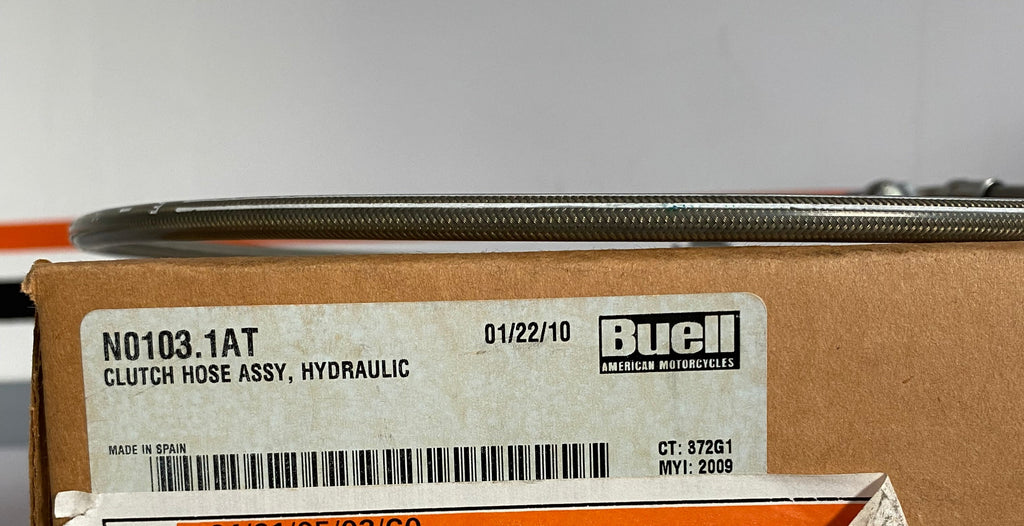 N0103.1AT
01/22/10
Buell
AMERICAN MOTORCYCLES
CLUTCH HOSE ASSY, HYDRAULIC
MADE IN SPAIN
CT: 372G1
MYI: 2009